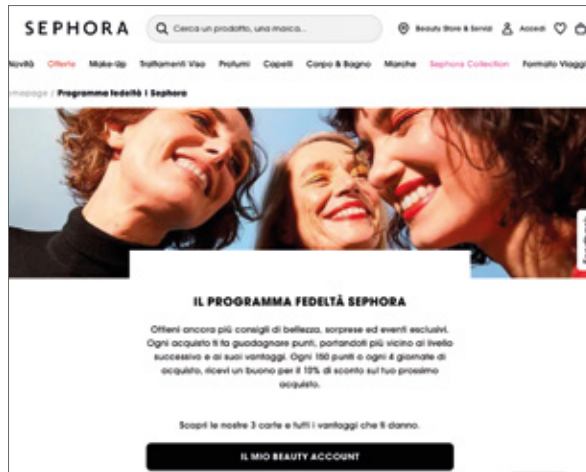 SEPHORA
Cerca un prodotto, una marca...
Beauty Store & Servizi
Accedi
Novità Offerte Make-Up Trattamenti Viso Profumi Capelli Corpo & Bagno Marche Sephora Collection Formato Viaggi
omepage / Programma fedeltà | Sephora
IL PROGRAMMA FEDELTÀ SEPHORA
Ottieni ancora più consigli di bellezza, sorprese ed eventi esclusivi.
Ogni acquisto ti fa guadagnare punti, portandoti più vicino al livello
successivo e ai suoi vantaggi. Ogni 150 punti o ogni 4 giornate di
acquisto, ricevi un buono per il 10% di sconto sul tuo prossimo
acquisto.
Scopri le nostre 3 carte e tutti i vantaggi che ti danno.
IL MIO BEAUTY ACCOUNT